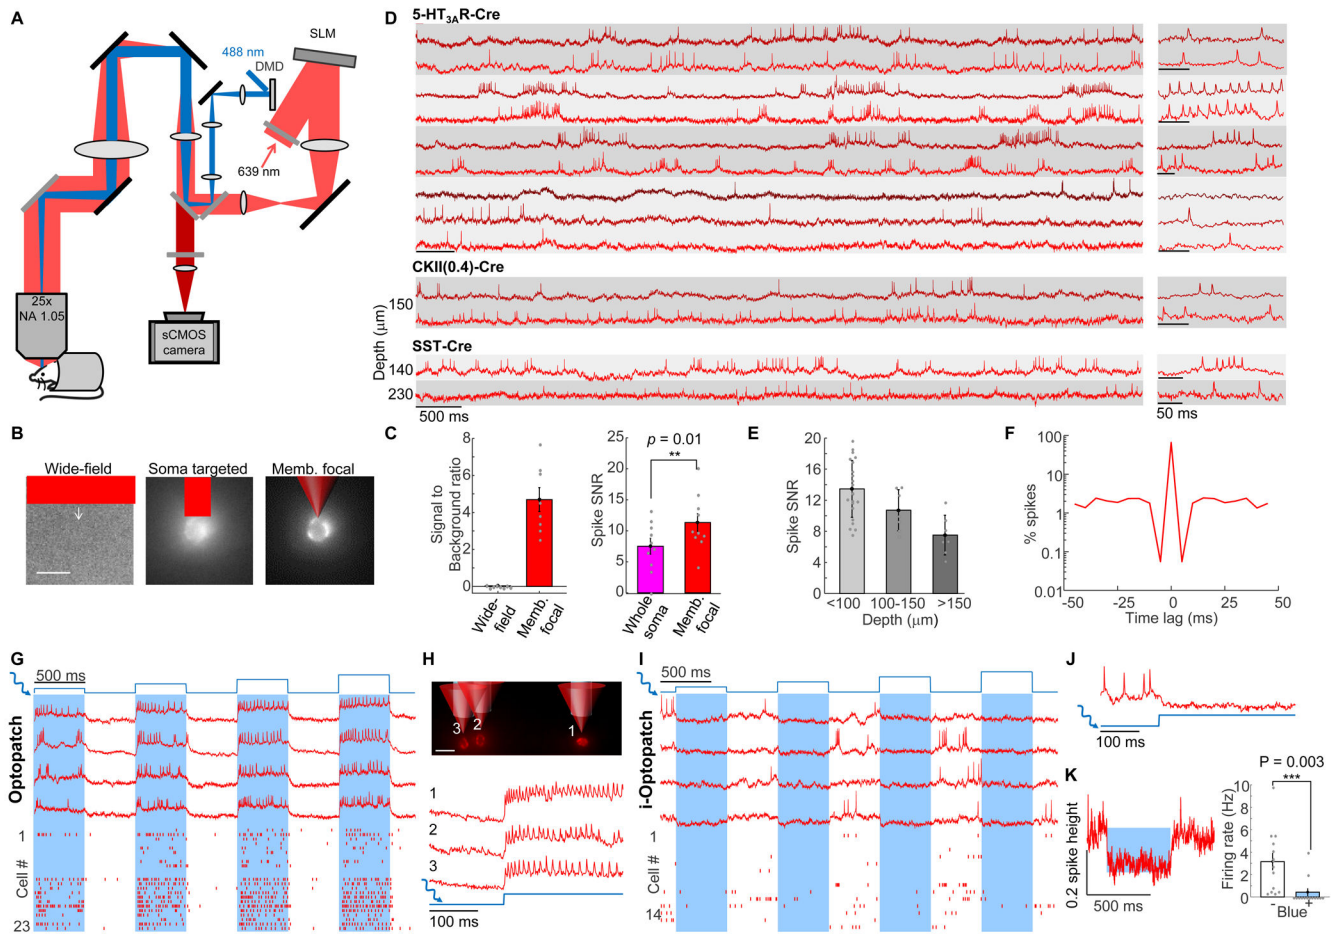 A
SLM
488 nm
DMD
639 nm
25x
NA 1.05
sCMOS
camera
B
Wide-field
Soma targeted
Memb. focal
C
Signal to
Background ratio
8
6
4
2
0
Wide-
field
Memb.
focal
p = 0.01
**
Spike SNR
25
20
15
10
5
0
Whole
soma
Memb.
focal
D
5-HT3AR-Cre
CKII(0.4)-Cre
150
Depth (μm)
SST-Cre
140
230
500 ms
50 ms
E
Spike SNR
20
16
12
8
4
0
<100
100-150
>150
Depth (μm)
F
% spikes
100
10
1
0.1
0.01
-50
-25
0
25
50
Time lag (ms)
G
500 ms
Optopatch
1
Cell #
23
H
3
2
1
1
2
3
100 ms
I
500 ms
i-Optopatch
1
Cell #
14
J
100 ms
K
0.2 spike height
500 ms
P = 0.003
***
Firing rate (Hz)
10
8
6
4
2
0
- +
Blue